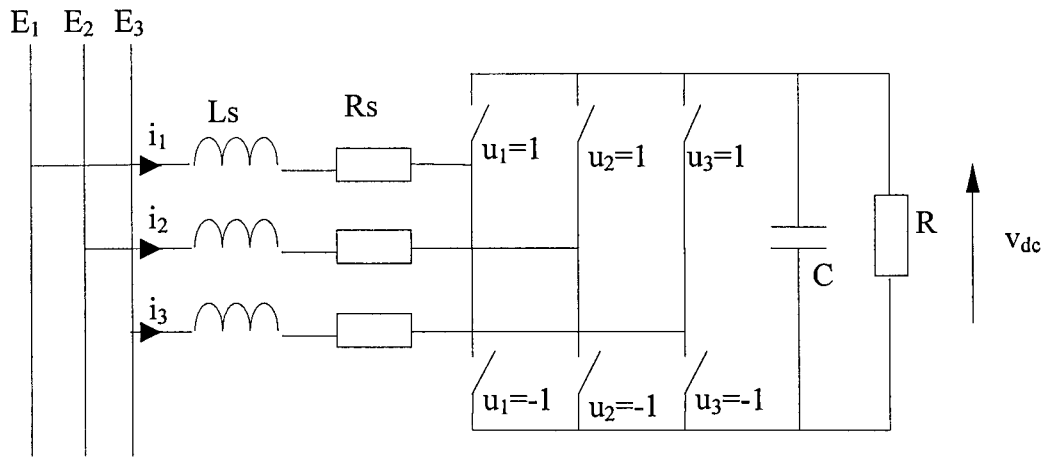 E₁ E₂ E₃
Ls Rs
i₁
u₁=1 u₂=1 u₃=1
i₂
R
v_dc
C
i₃
u₁=-1 u₂=-1 u₃=-1